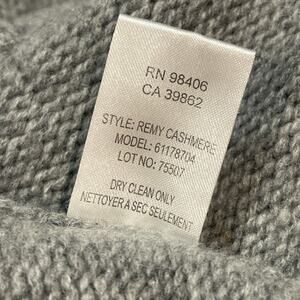 RN 98406
CA 39862
STYLE: REMY CASHMERE
MODEL: 61178704
LOT NO: 75507
DRY CLEAN ONLY
NETTOYER A SEC SEULEMENT